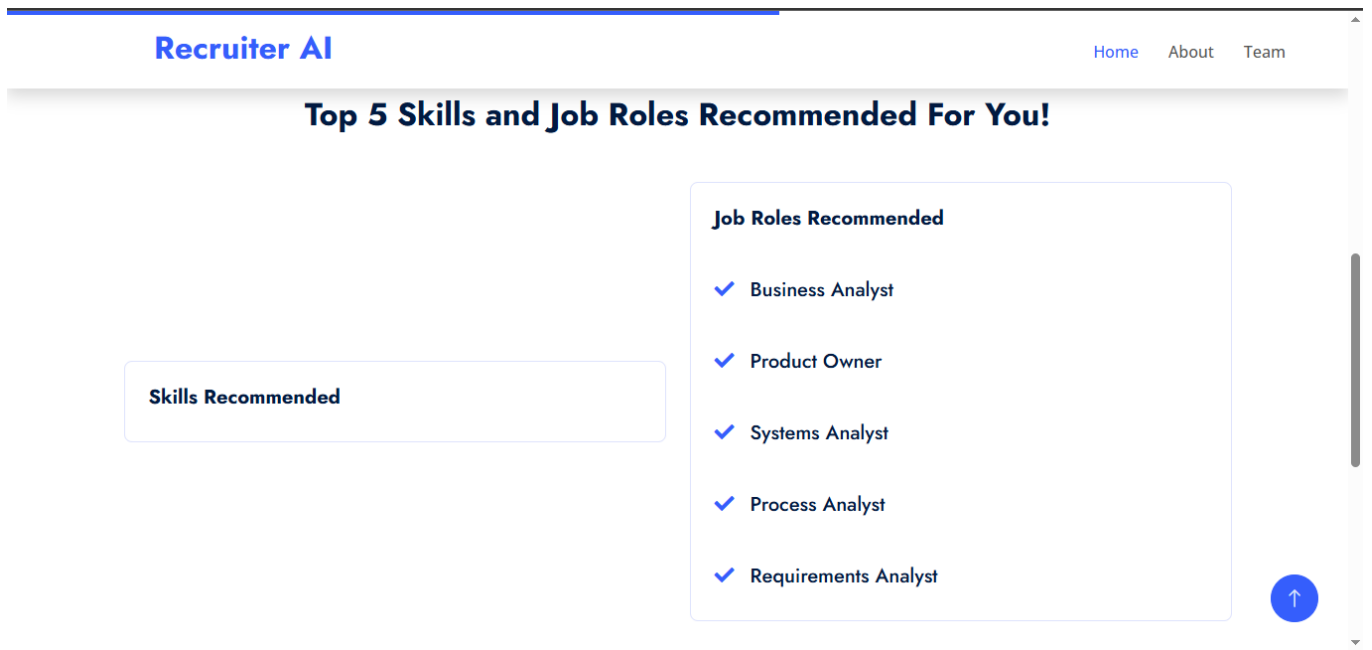 Recruiter AI
Home About Team
Top 5 Skills and Job Roles Recommended For You!
Skills Recommended
Job Roles Recommended
Business Analyst
Product Owner
Systems Analyst
Process Analyst
Requirements Analyst